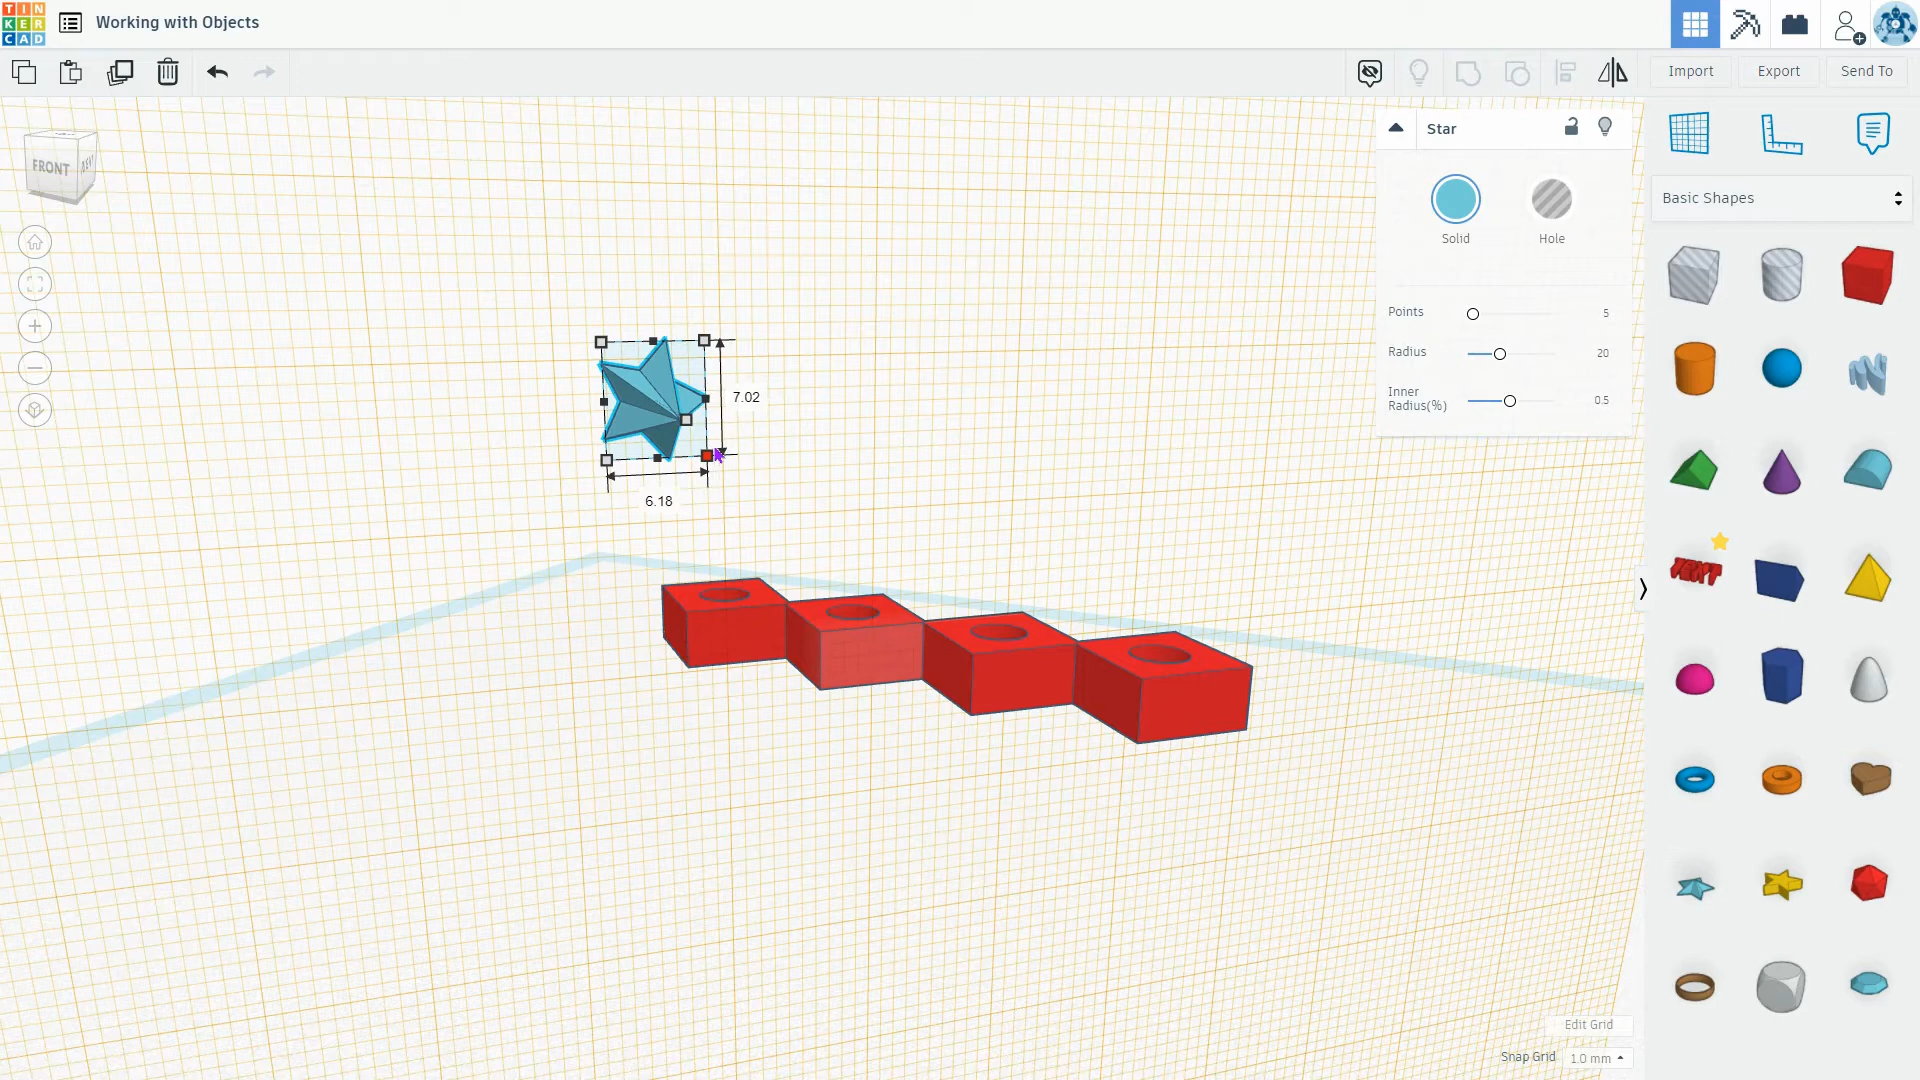 TIN
KER
CAD
Working with Objects
Import
Export
Send To
FRONT
Star
Solid
Hole
Points
5
Radius
20
Inner
Radius(%)
0.5
Basic Shapes
7.02
6.18
TEXT
Edit Grid
Snap Grid
1.0 mm